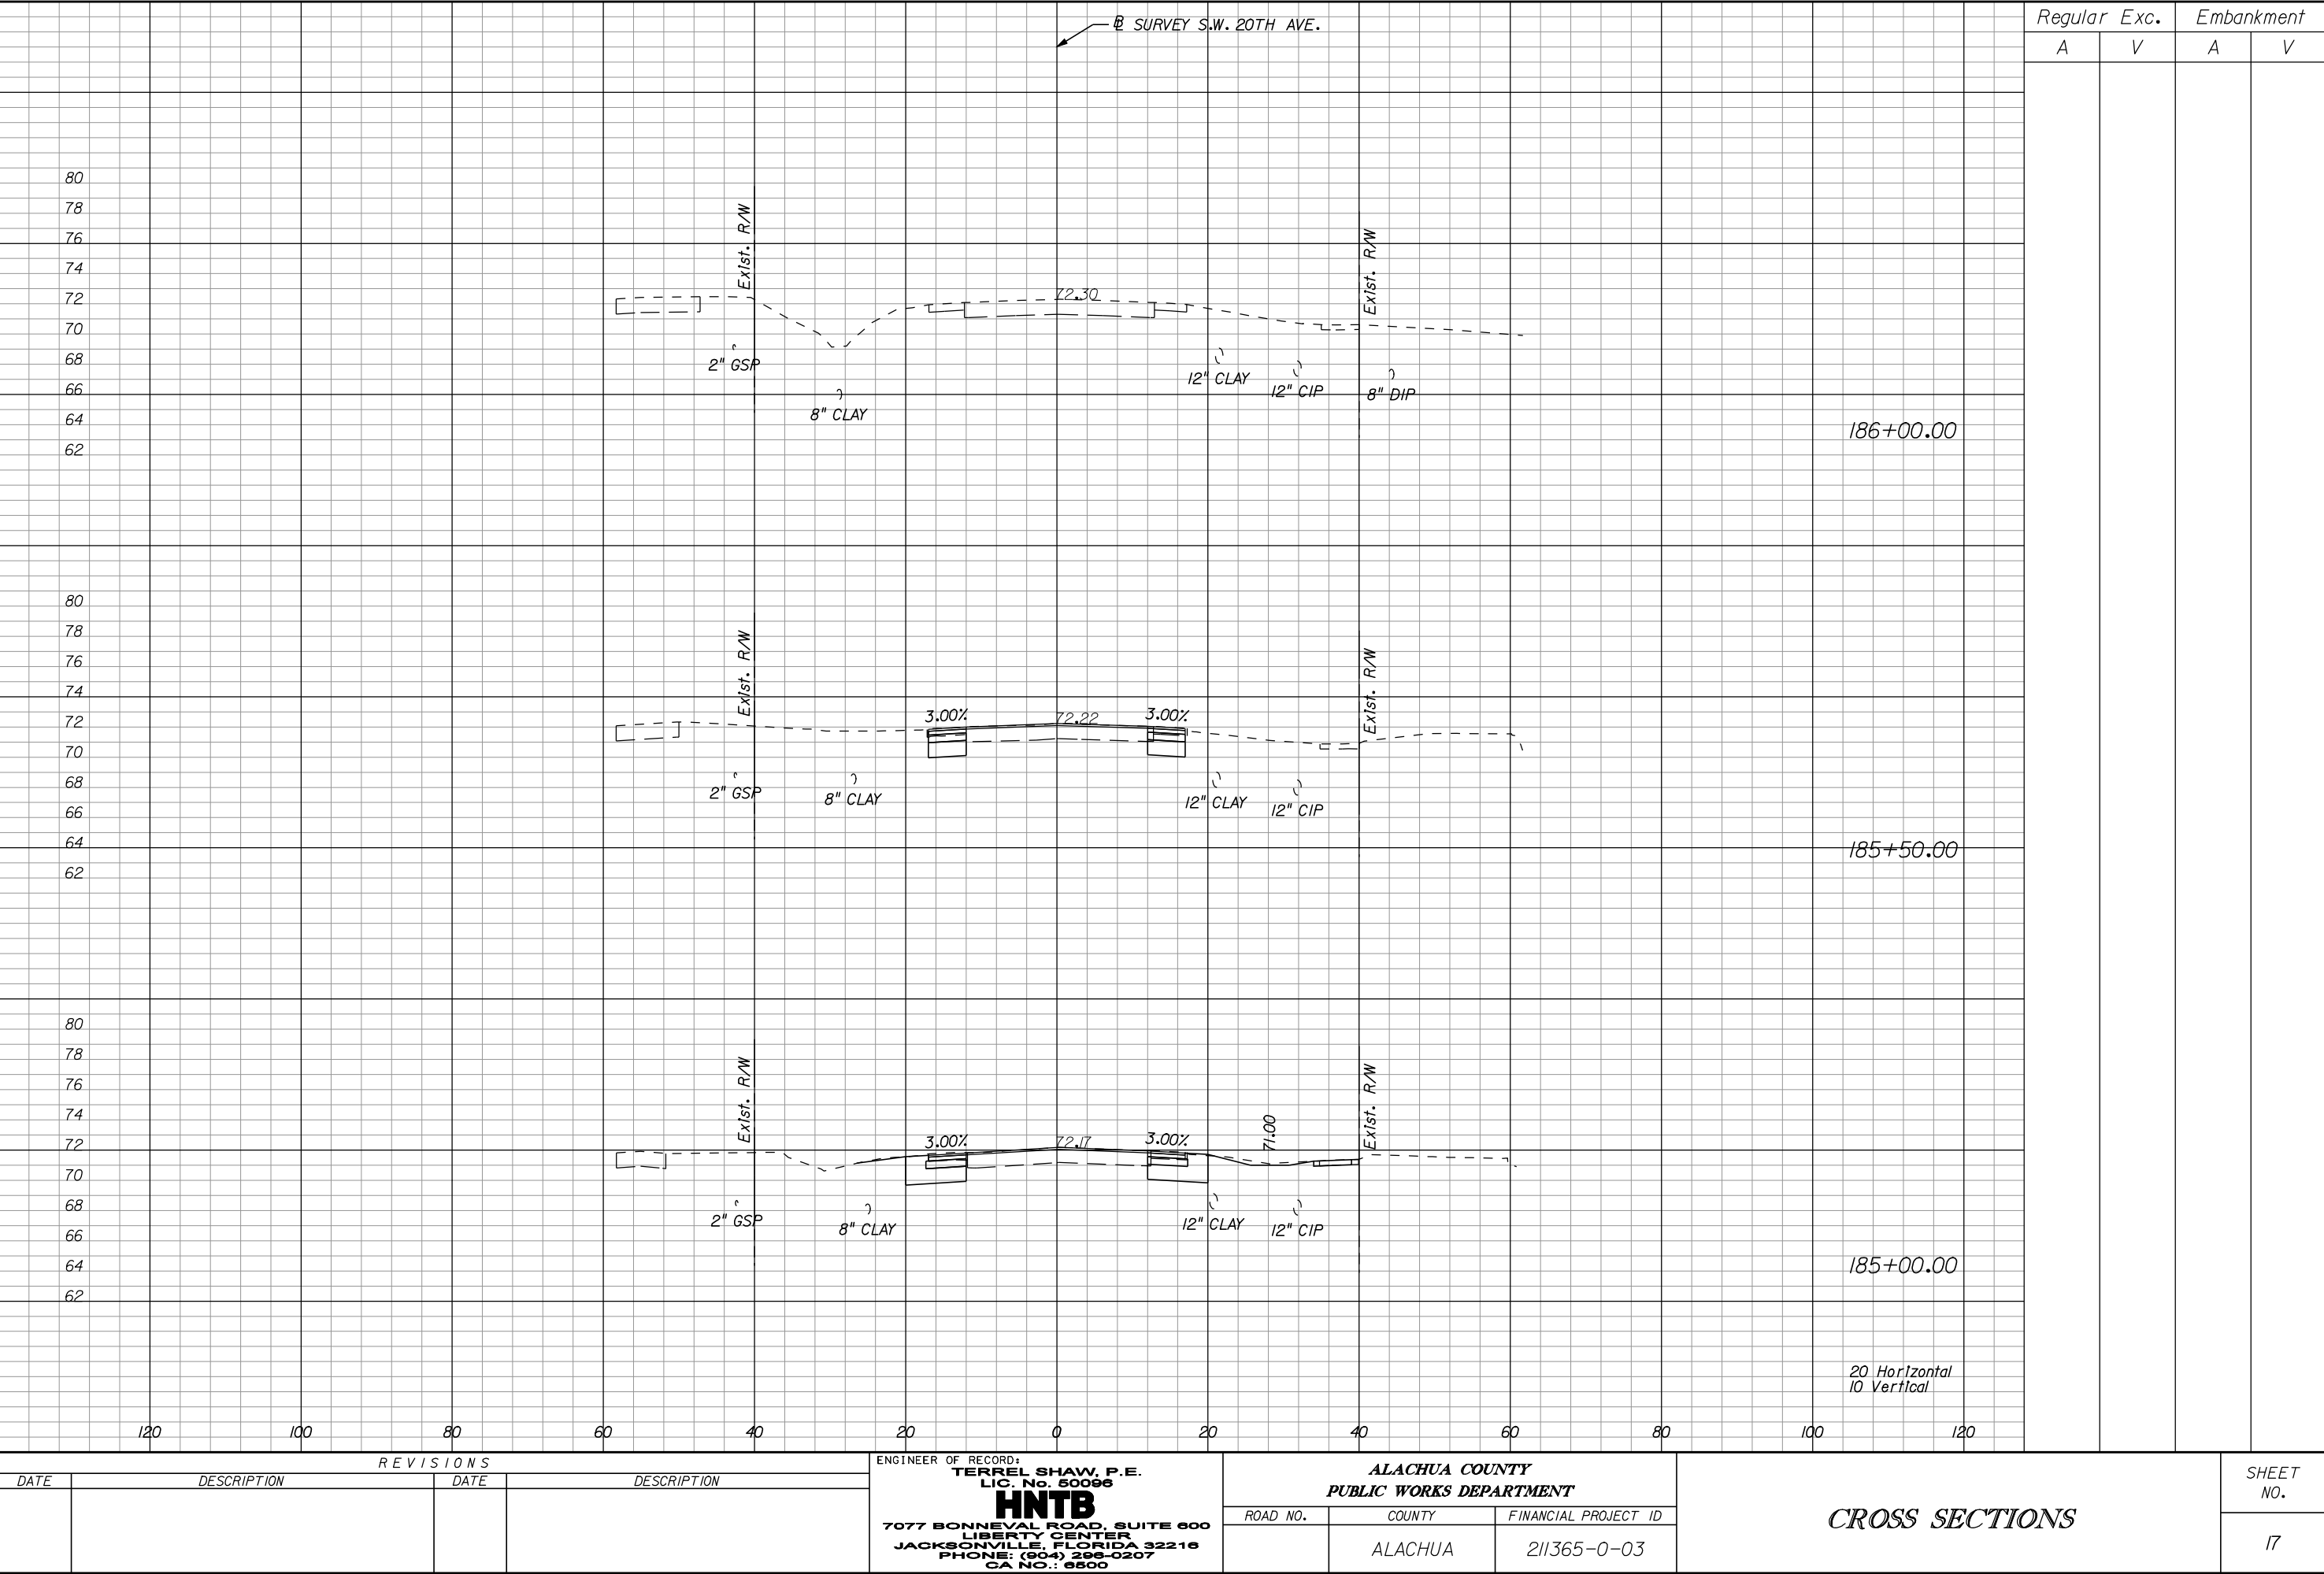 ℄ SURVEY S.W. 20TH AVE.
Regular Exc. Embankment
A V A V
80
78
76
74
72
70
68
66
64
62
Exist. R/W
72.30
Exist. R/W
2" GSP
8" CLAY
12" CLAY
12" CIP
8" DIP
186+00.00
80
78
76
74
72
70
68
66
64
62
Exist. R/W
3.00%
72.22
3.00%
Exist. R/W
2" GSP
8" CLAY
12" CLAY
12" CIP
185+50.00
80
78
76
74
72
70
68
66
64
62
Exist. R/W
3.00%
72.17
3.00%
71.00
Exist. R/W
2" GSP
8" CLAY
12" CLAY
12" CIP
185+00.00
20 Horizontal
10 Vertical
120 100 80 60 40 20 0 20 40 60 80 100 120
REVISIONS
DATE DESCRIPTION DATE DESCRIPTION
ENGINEER OF RECORD:
TERREL SHAW, P.E.
LIC. No. 50096
HNTB
7077 BONNEVAL ROAD, SUITE 600
LIBERTY CENTER
JACKSONVILLE, FLORIDA 32216
PHONE: (904) 296-0207
CA NO.: 6500
ALACHUA COUNTY
PUBLIC WORKS DEPARTMENT
ROAD NO. COUNTY FINANCIAL PROJECT ID
ALACHUA 211365-0-03
CROSS SECTIONS
SHEET
NO.
17